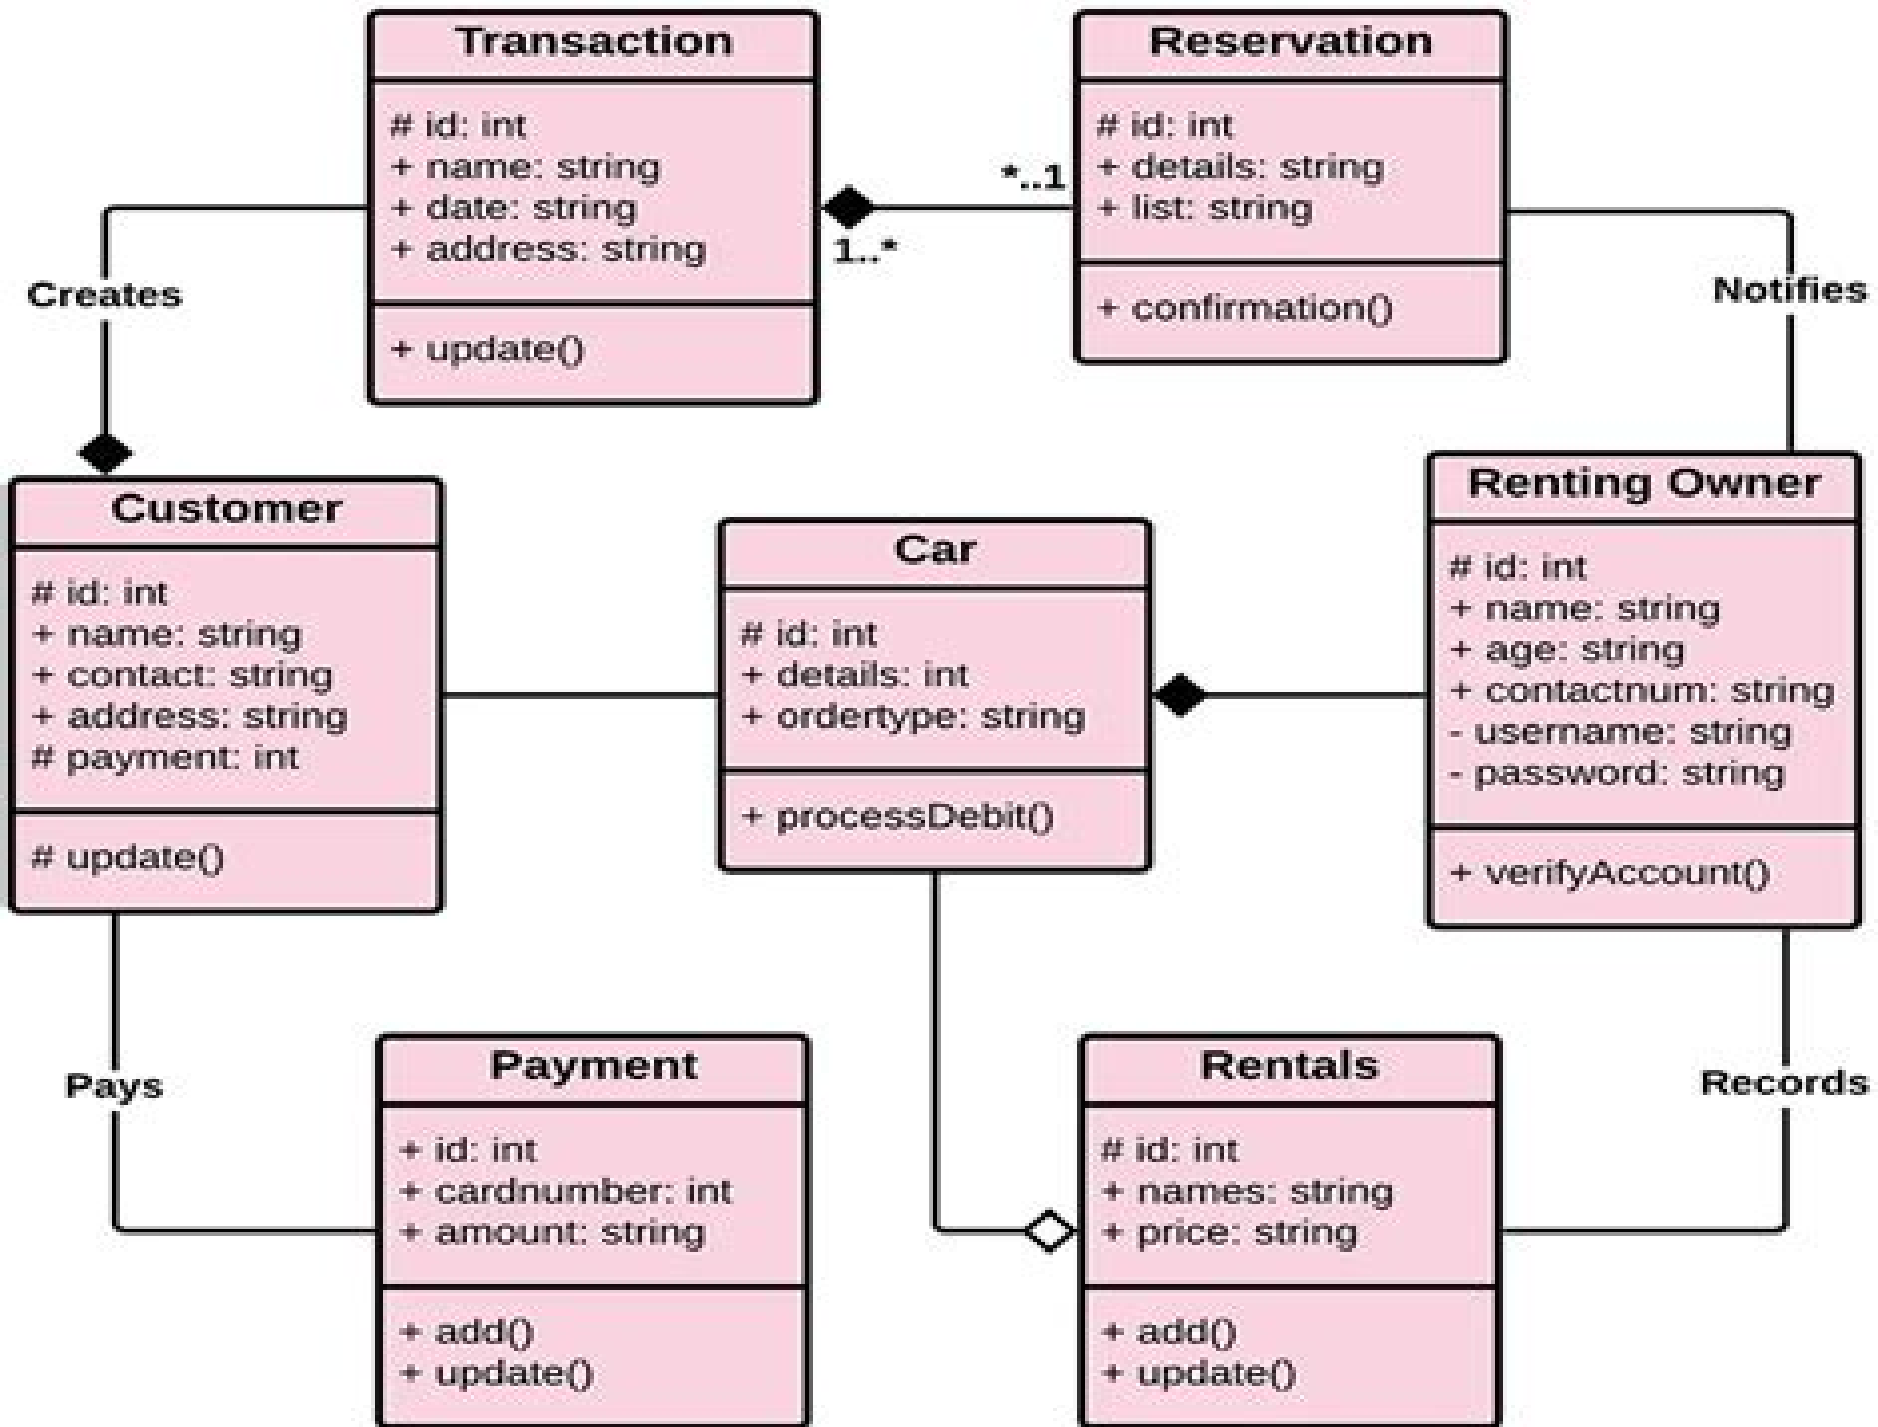 Transaction
# id: int
+ name: string
+ date: string
+ address: string
+ update()
*..1
1..*
Reservation
# id: int
+ details: string
+ list: string
+ confirmation()
Creates
Notifies
Customer
# id: int
+ name: string
+ contact: string
+ address: string
# payment: int
# update()
Car
# id: int
+ details: int
+ ordertype: string
+ processDebit()
Renting Owner
# id: int
+ name: string
+ age: string
+ contactnum: string
- username: string
- password: string
+ verifyAccount()
Pays
Payment
+ id: int
+ cardnumber: int
+ amount: string
+ add()
+ update()
Rentals
# id: int
+ names: string
+ price: string
+ add()
+ update()
Records